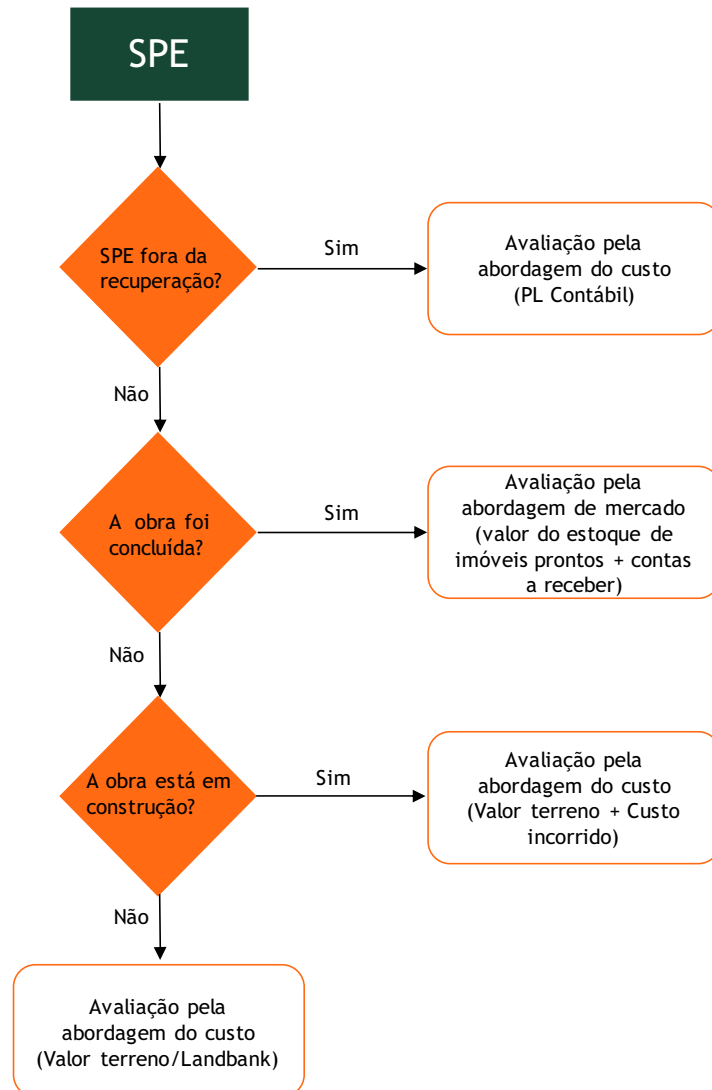 SPE
SPE fora da
recuperação?
Sim
Avaliação pela
abordagem do custo
(PL Contábil)
Não
A obra foi
concluída?
Sim
Avaliação pela
abordagem de mercado
(valor do estoque de
imóveis prontos + contas
a receber)
Não
A obra está em
construção?
Sim
Avaliação pela
abordagem do custo
(Valor terreno + Custo
incorrido)
Não
Avaliação pela
abordagem do custo
(Valor terreno/Landbank)